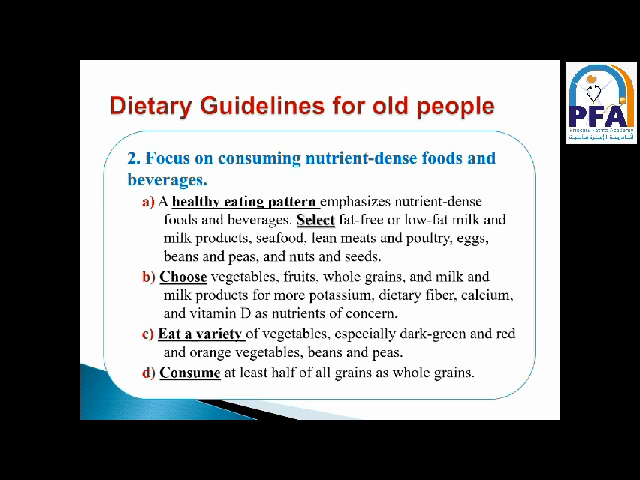 PFA
Dietary Guidelines for old people
2. Focus on consuming nutrient-dense foods and
beverages.
a) A healthy eating pattern emphasizes nutrient-dense
foods and beverages. Select fat-free or low-fat milk and
milk products, seafood, lean meats and poultry, eggs,
beans and peas, and nuts and seeds.
b) Choose vegetables, fruits, whole grains, and milk and
milk products for more potassium, dietary fiber, calcium,
and vitamin D as nutrients of concern.
c) Eat a variety of vegetables, especially dark-green and red
and orange vegetables, beans and peas.
d) Consume at least half of all grains as whole grains.